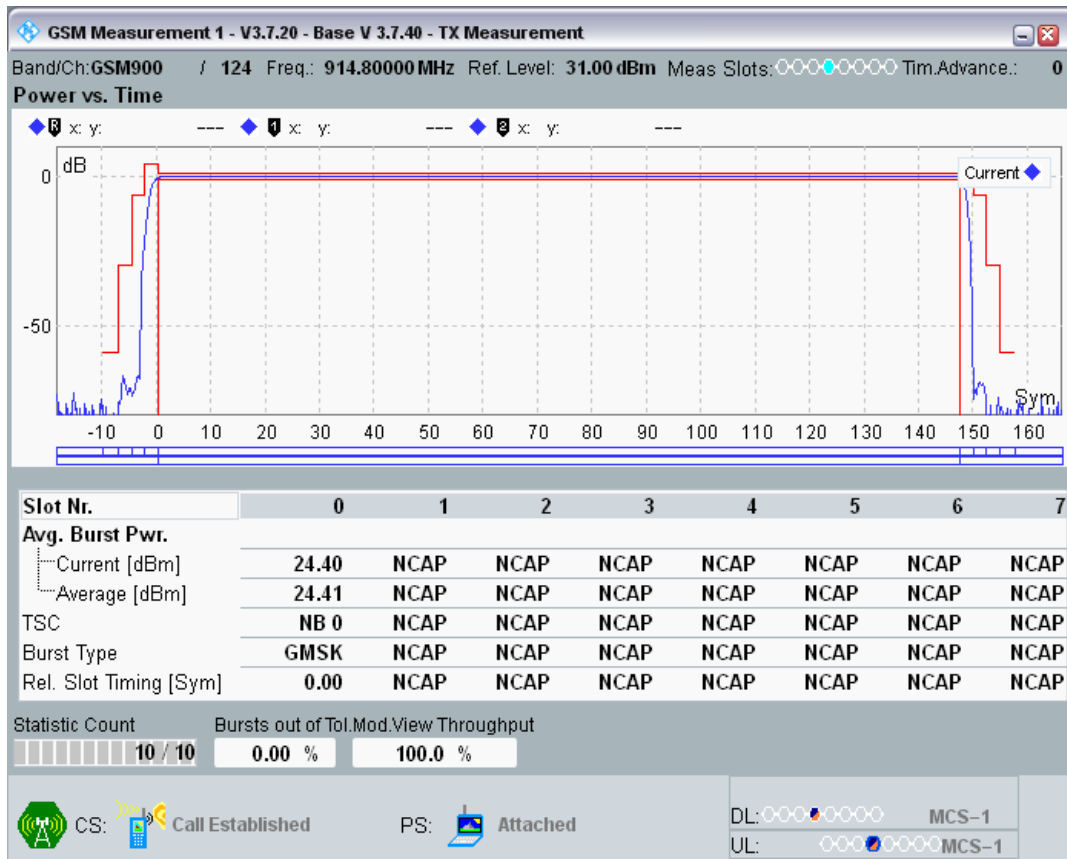 GSM Measurement 1 - V3.7.20 - Base V 3.7.40 - TX Measurement
Band/Ch:GSM900 / 124 Freq.: 914.80000 MHz Ref. Level: 31.00 dBm Meas Slots: Tim.Advance.: 0
Power vs. Time
R x: y: --- 1 x: y: --- 2 x: y: ---
dB
Current
0
-50
Sym
-10 0 10 20 30 40 50 60 70 80 90 100 110 120 130 140 150 160
Slot Nr. 0 1 2 3 4 5 6 7
Avg. Burst Pwr.
Current [dBm] 24.40 NCAP NCAP NCAP NCAP NCAP NCAP NCAP
Average [dBm] 24.41 NCAP NCAP NCAP NCAP NCAP NCAP NCAP
TSC NB 0 NCAP NCAP NCAP NCAP NCAP NCAP NCAP
Burst Type GMSK NCAP NCAP NCAP NCAP NCAP NCAP NCAP
Rel. Slot Timing [Sym] 0.00 NCAP NCAP NCAP NCAP NCAP NCAP NCAP
Statistic Count Bursts out of Tol.Mod.View Throughput
10 / 10 0.00 % 100.0 %
CS: Call Established PS: Attached
DL: MCS-1
UL: MCS-1